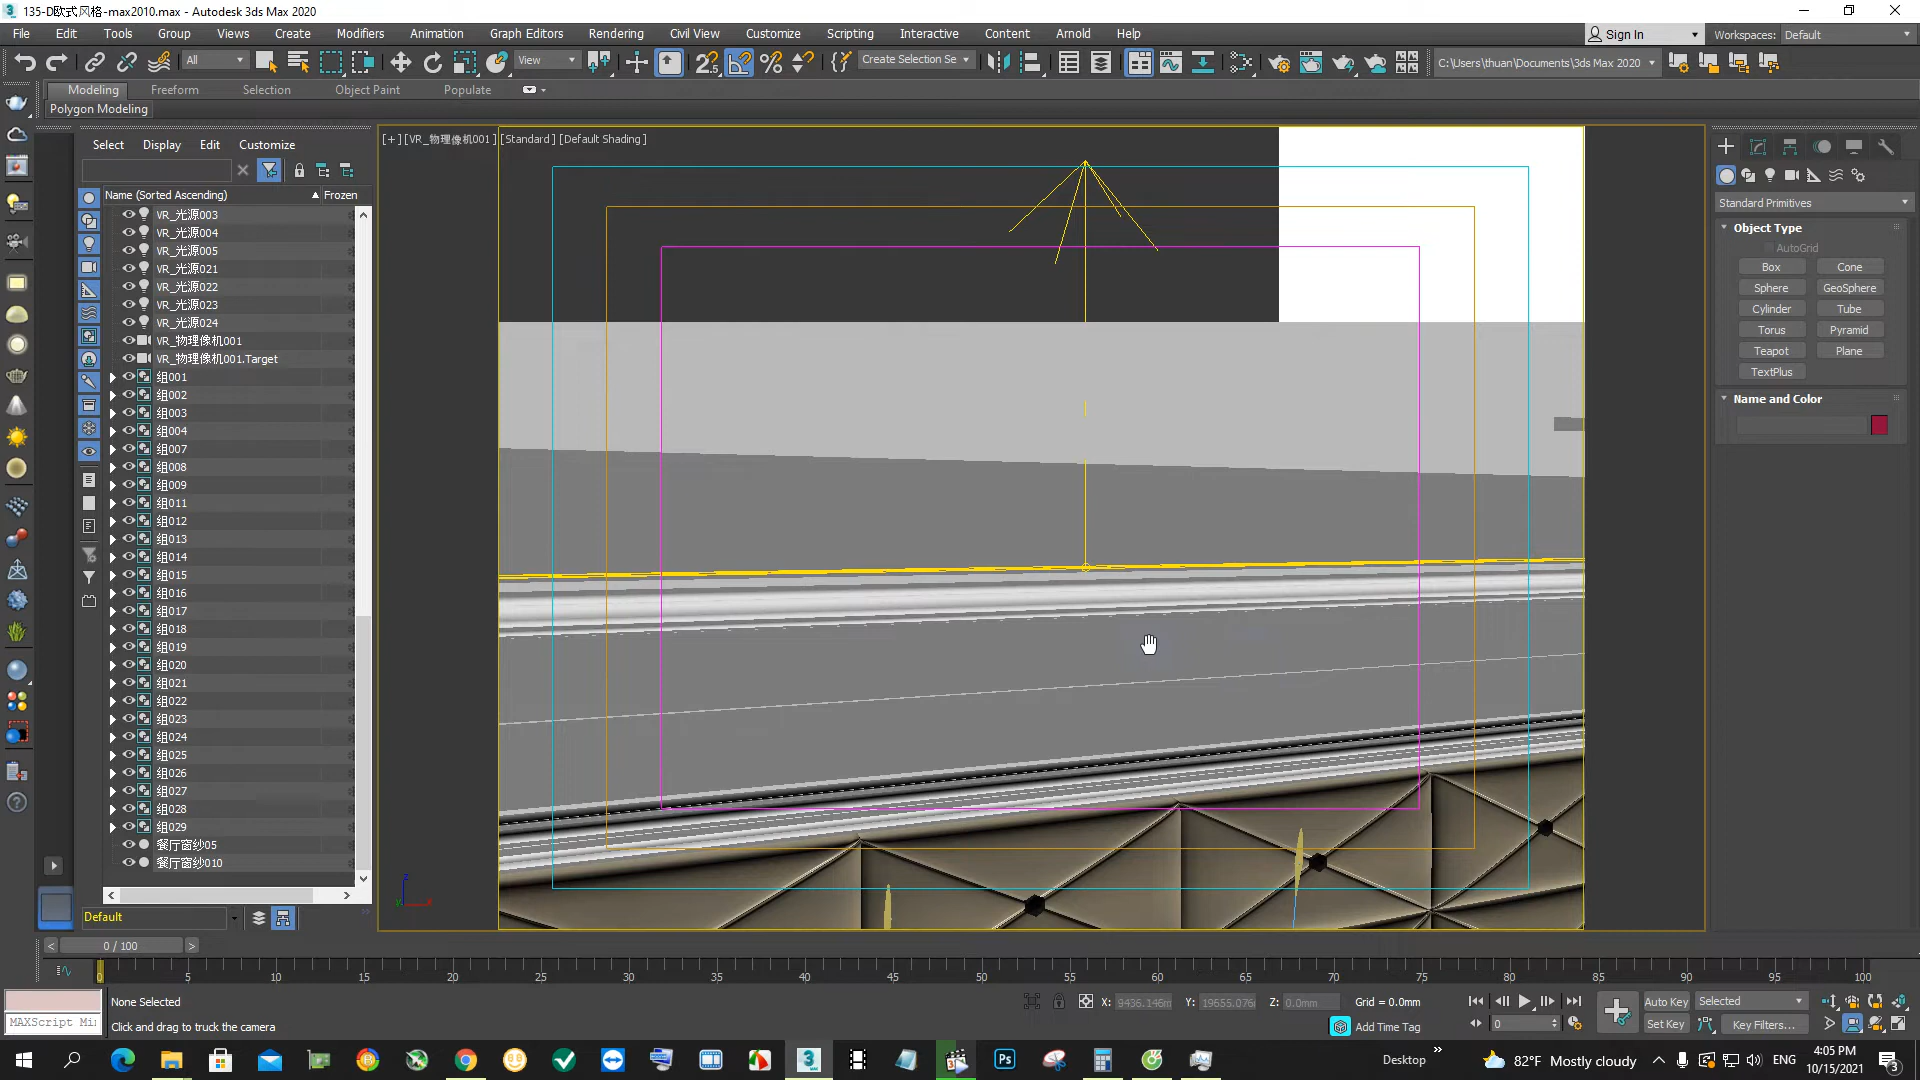 135-D欧式风格-max2010.max - Autodesk 3ds Max 2020
File Edit Tools Group Views Create Modifiers Animation Graph Editors Rendering Civil View Customize Scripting Interactive Content Arnold Help
Sign In
Workspaces: Default
All
View
Create Selection Se
C:\Users\thuan\Documents\3ds Max 2020
Modeling Freeform Selection Object Paint Populate
Polygon Modeling
Select Display Edit Customize
Name (Sorted Ascending)
Frozen
VR_光源003
VR_光源004
VR_光源005
VR_光源021
VR_光源022
VR_光源023
VR_光源024
VR_物理像机001
VR_物理像机001.Target
组001
组002
组003
组004
组007
组008
组009
组011
组012
组013
组014
组015
组016
组017
组018
组019
组020
组021
组022
组023
组024
组025
组026
组027
组028
组029
餐厅窗纱05
餐厅窗纱010
Default
[+] [VR_物理像机001] [Standard] [Default Shading]
z
x
Standard Primitives
Object Type
AutoGrid
Box Cone
Sphere GeoSphere
Cylinder Tube
Torus Pyramid
Teapot Plane
TextPlus
Name and Color
< 0 / 100 >
0 5 10 15 20 25 30 35 40 45 50 55 60 65 70 75 80 85 90 95 100
None Selected
Click and drag to truck the camera
MAXScript Mi
X: 9436.146m Y: 19655.076m Z: 0.0mm Grid = 0.0mm
Add Time Tag
0
Auto Key Selected
Set Key Key Filters...
Ps
Desktop
82°F Mostly cloudy
ENG
4:05 PM
10/15/2021
3